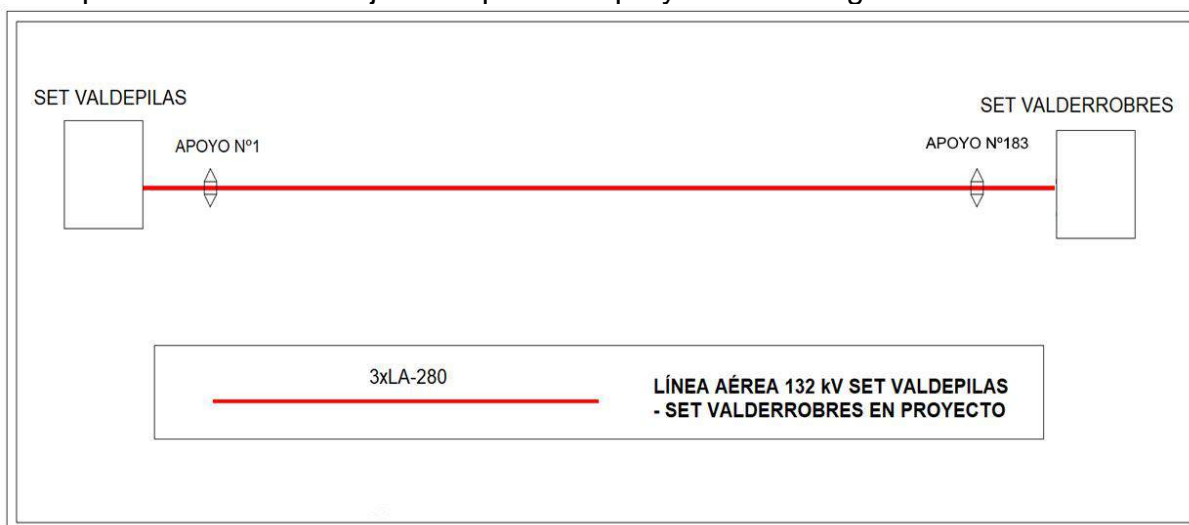 SET VALDEPILAS
SET VALDERROBRES
APOYO Nº1
APOYO Nº183
3xLA-280
LÍNEA AÉREA 132 kV SET VALDEPILAS
- SET VALDERROBRES EN PROYECTO